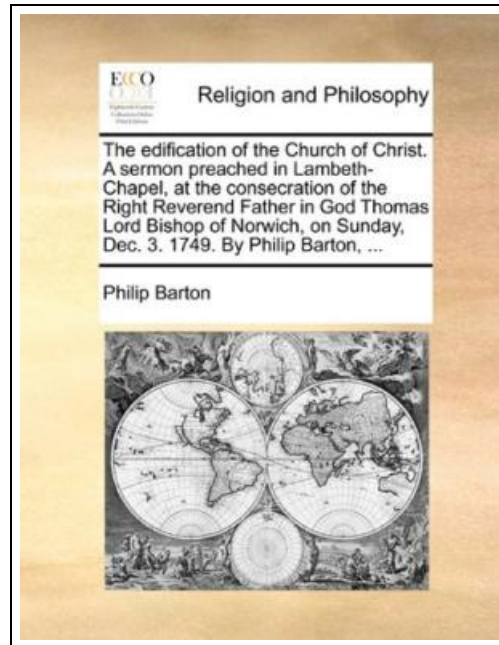 ECCO
Religion and Philosophy
The edification of the Church of Christ.
A sermon preached in Lambeth-
Chapel, at the consecration of the
Right Reverend Father in God Thomas
Lord Bishop of Norwich, on Sunday,
Dec. 3. 1749. By Philip Barton, ...
Philip Barton